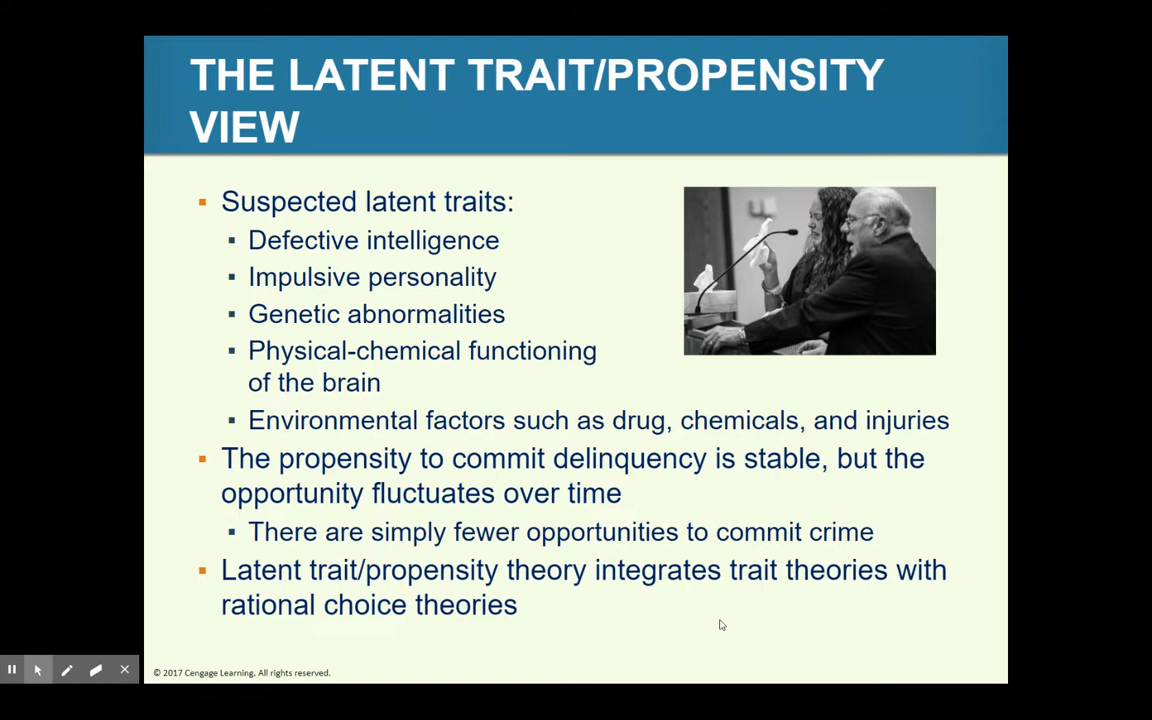 THE LATENT TRAIT/PROPENSITY
VIEW
▪ Suspected latent traits:
▪ Defective intelligence
▪ Impulsive personality
▪ Genetic abnormalities
▪ Physical-chemical functioning
of the brain
▪ Environmental factors such as drug, chemicals, and injuries
▪ The propensity to commit delinquency is stable, but the
opportunity fluctuates over time
▪ There are simply fewer opportunities to commit crime
▪ Latent trait/propensity theory integrates trait theories with
rational choice theories
© 2017 Cengage Learning. All rights reserved.